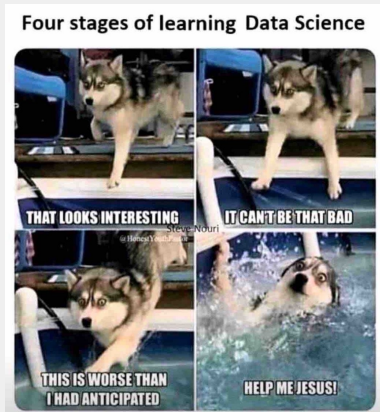 Four stages of learning Data Science
THAT LOOKS INTERESTING
IT CAN'T BE THAT BAD
Steve Nouri
@HonestYouthPastor
THIS IS WORSE THAN
I HAD ANTICIPATED
HELP ME JESUS!